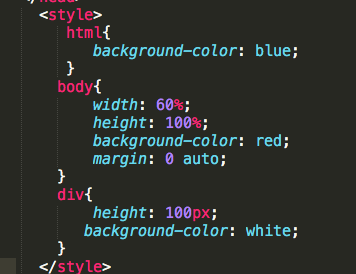 </head>
<style>
html{
background-color: blue;
}
body{
width: 60%;
height: 100%;
background-color: red;
margin: 0 auto;
}
div{
height: 100px;
background-color: white;
}
</style>